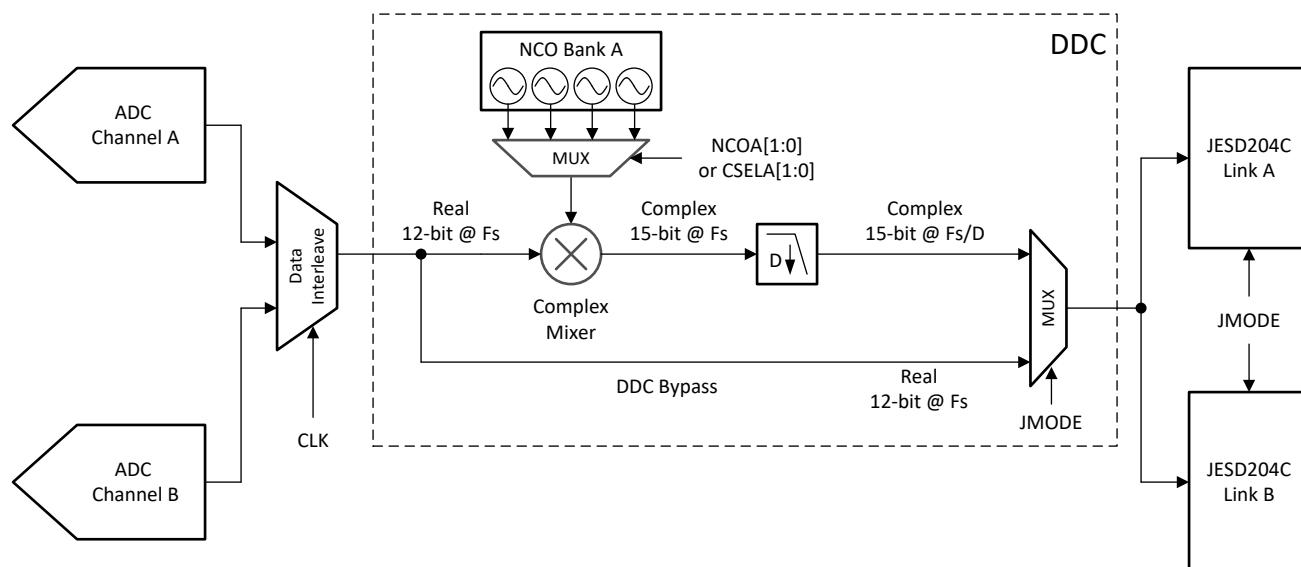 DDC
NCO Bank A
ADC
Channel A
MUX
NCOA[1:0]
or CSELA[1:0]
JESD204C
Link A
Real
12-bit @ Fs
Complex
15-bit @ Fs
Complex
15-bit @ Fs/D
Data
Interleave
D
MUX
Complex
Mixer
JMODE
DDC Bypass
Real
12-bit @ Fs
JMODE
CLK
ADC
Channel B
JESD204C
Link B